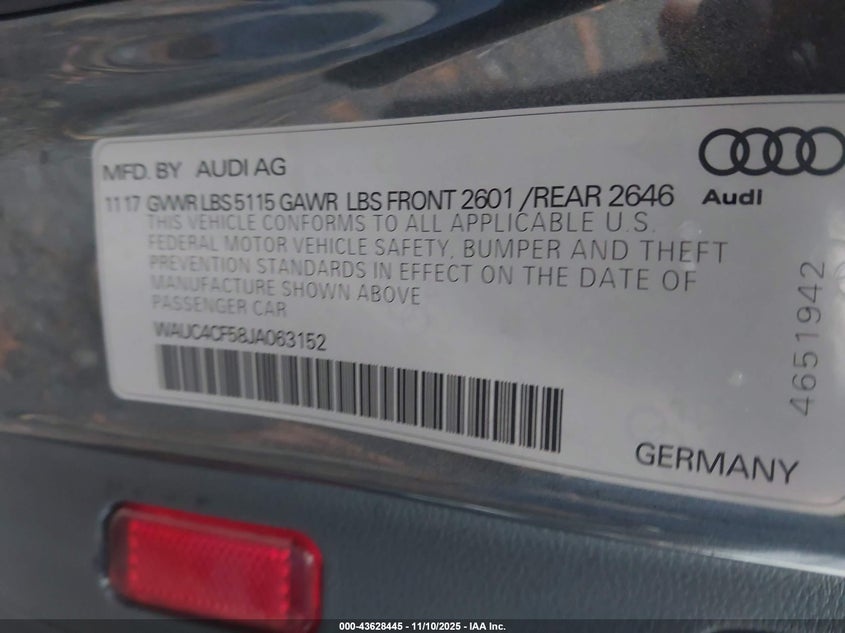 MFD. BY AUDI AG
Audi
11 17 GVWR LBS 5115 GAWR LBS FRONT 2601 /REAR 2646
THIS VEHICLE CONFORMS TO ALL APPLICABLE U.S.
FEDERAL MOTOR VEHICLE SAFETY, BUMPER AND THEFT
PREVENTION STANDARDS IN EFFECT ON THE DATE OF
MANUFACTURE SHOWN ABOVE
PASSENGER CAR
WAUC4CF58JA063152
4651942
GERMANY
000-43628445 - 11/10/2025 - IAA Inc.